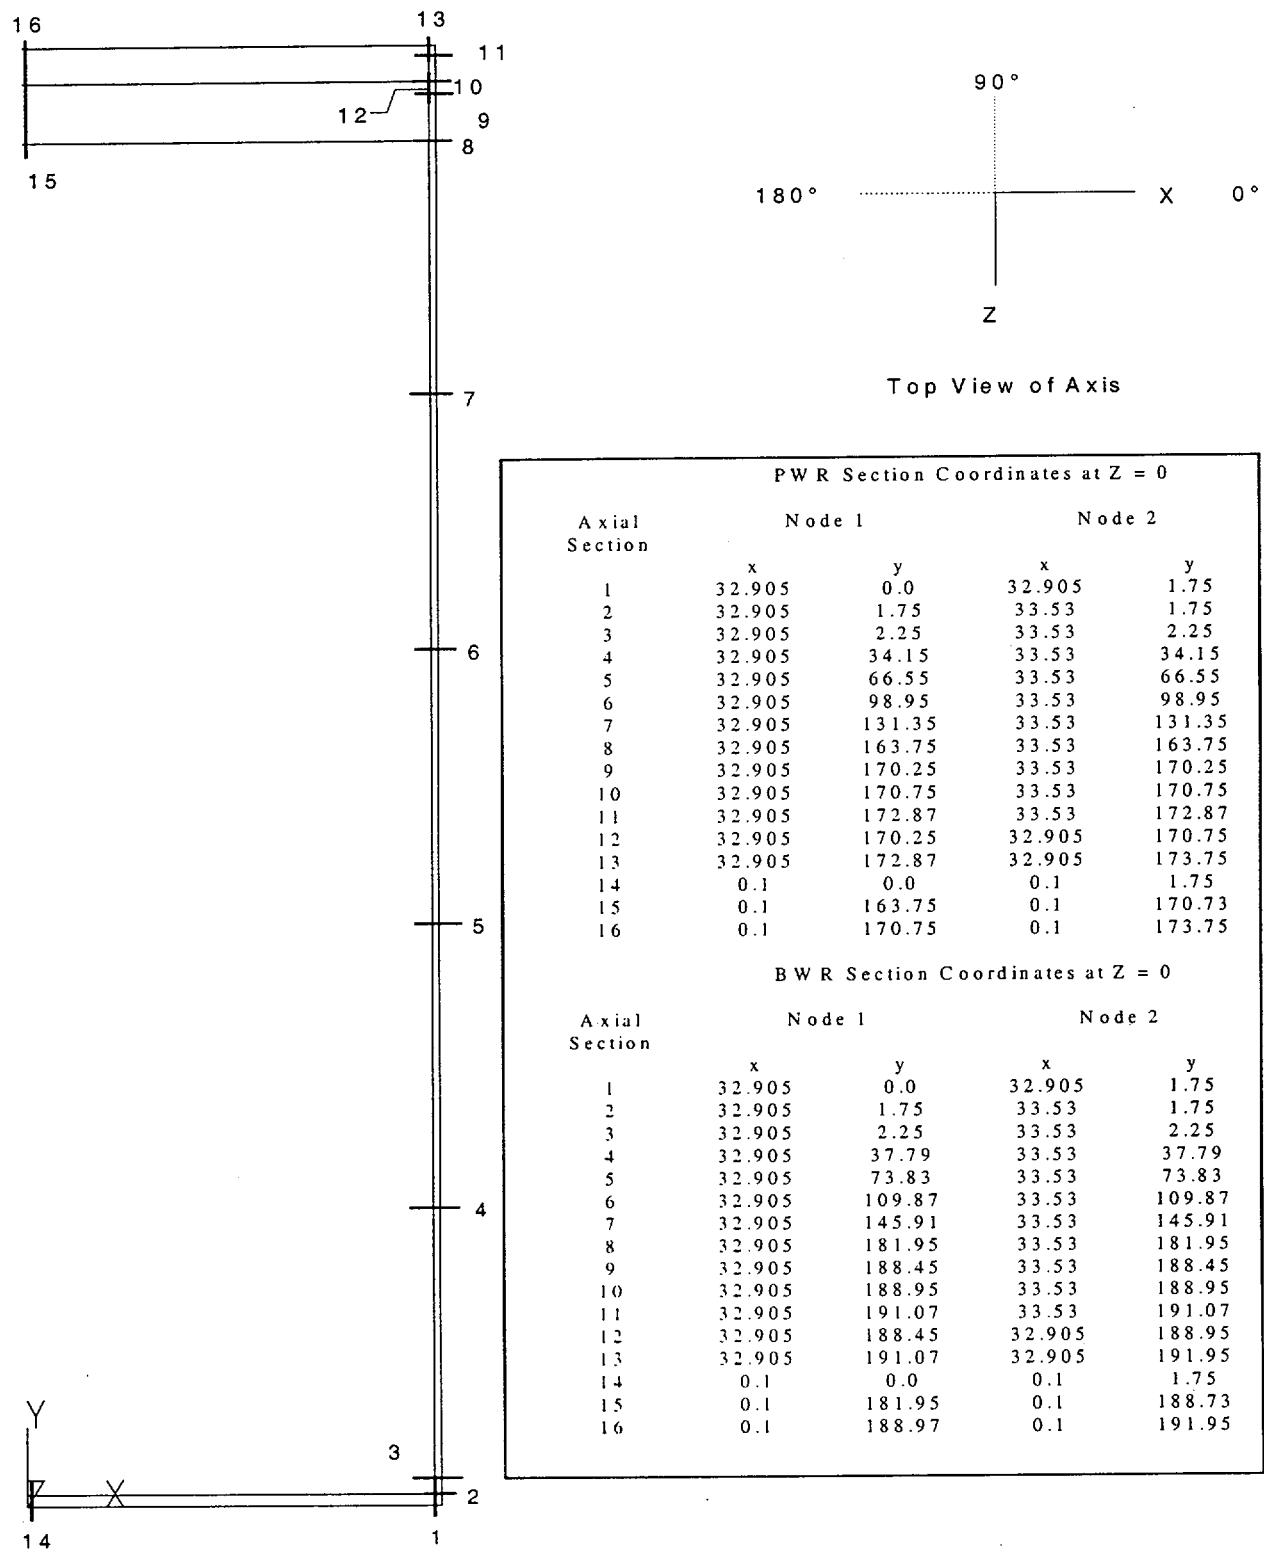 16
13
11
10
12
9
8
15
7
6
5
4
3
2
1
14
Y
Z
X
90°
180°
X
0°
Z
Top View of Axis
PWR Section Coordinates at Z = 0
Axial Node 1 Node 2
Section
x y x y
1 32.905 0.0 32.905 1.75
2 32.905 1.75 33.53 1.75
3 32.905 2.25 33.53 2.25
4 32.905 34.15 33.53 34.15
5 32.905 66.55 33.53 66.55
6 32.905 98.95 33.53 98.95
7 32.905 131.35 33.53 131.35
8 32.905 163.75 33.53 163.75
9 32.905 170.25 33.53 170.25
10 32.905 170.75 33.53 170.75
11 32.905 172.87 33.53 172.87
12 32.905 170.25 32.905 170.75
13 32.905 172.87 32.905 173.75
14 0.1 0.0 0.1 1.75
15 0.1 163.75 0.1 170.73
16 0.1 170.75 0.1 173.75
BWR Section Coordinates at Z = 0
Axial Node 1 Node 2
Section
x y x y
1 32.905 0.0 32.905 1.75
2 32.905 1.75 33.53 1.75
3 32.905 2.25 33.53 2.25
4 32.905 37.79 33.53 37.79
5 32.905 73.83 33.53 73.83
6 32.905 109.87 33.53 109.87
7 32.905 145.91 33.53 145.91
8 32.905 181.95 33.53 181.95
9 32.905 188.45 33.53 188.45
10 32.905 188.95 33.53 188.95
11 32.905 191.07 33.53 191.07
12 32.905 188.45 32.905 188.95
13 32.905 191.07 32.905 191.95
14 0.1 0.0 0.1 1.75
15 0.1 181.95 0.1 188.73
16 0.1 188.97 0.1 191.95